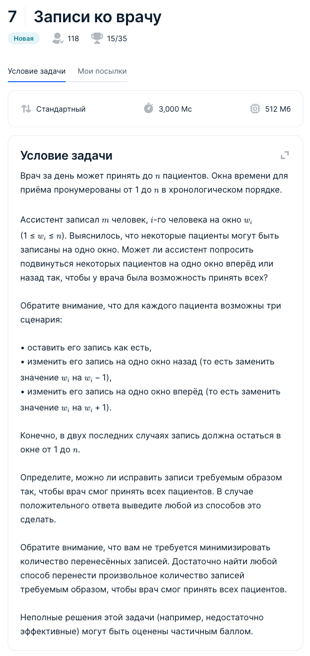 7 Записи ко врачу
Новая 118 15/35
Условие задачи Мои посылки
Стандартный 3,000 Мс 512 Мб
Условие задачи
Врач за день может принять до n пациентов. Окна времени для
приёма пронумерованы от 1 до n в хронологическом порядке.
Ассистент записал m человек, i-го человека на окно wᵢ
(1 ≤ wᵢ ≤ n). Выяснилось, что некоторые пациенты могут быть
записаны на одно окно. Может ли ассистент попросить
подвинуться некоторых пациентов на одно окно вперёд или
назад так, чтобы у врача была возможность принять всех?
Обратите внимание, что для каждого пациента возможны три
сценария:
• оставить его запись как есть,
• изменить его запись на одно окно назад (то есть заменить
значение wᵢ на wᵢ − 1),
• изменить его запись на одно окно вперёд (то есть заменить
значение wᵢ на wᵢ + 1).
Конечно, в двух последних случаях запись должна остаться в
окне от 1 до n.
Определите, можно ли исправить записи требуемым образом
так, чтобы врач смог принять всех пациентов. В случае
положительного ответа выведите любой из способов это
сделать.
Обратите внимание, что вам не требуется минимизировать
количество перенесённых записей. Достаточно найти любой
способ перенести произвольное количество записей
требуемым образом, чтобы врач смог принять всех пациентов.
Неполные решения этой задачи (например, недостаточно
эффективные) могут быть оценены частичным баллом.